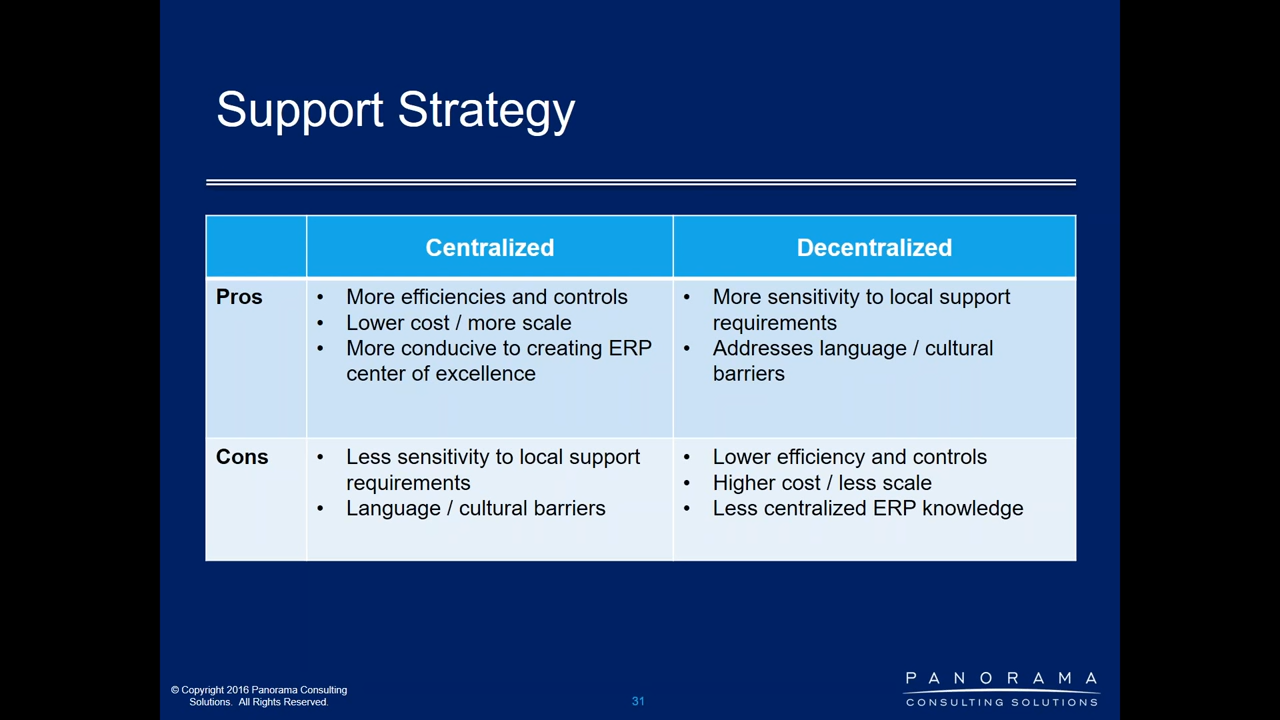 Support Strategy
Centralized
Decentralized
Pros
• More efficiencies and controls
• Lower cost / more scale
• More conducive to creating ERP
center of excellence
• More sensitivity to local support
requirements
• Addresses language / cultural
barriers
Cons
• Less sensitivity to local support
requirements
• Language / cultural barriers
• Lower efficiency and controls
• Higher cost / less scale
• Less centralized ERP knowledge
© Copyright 2016 Panorama Consulting
Solutions. All Rights Reserved.
31
PANORAMA
CONSULTING SOLUTIONS